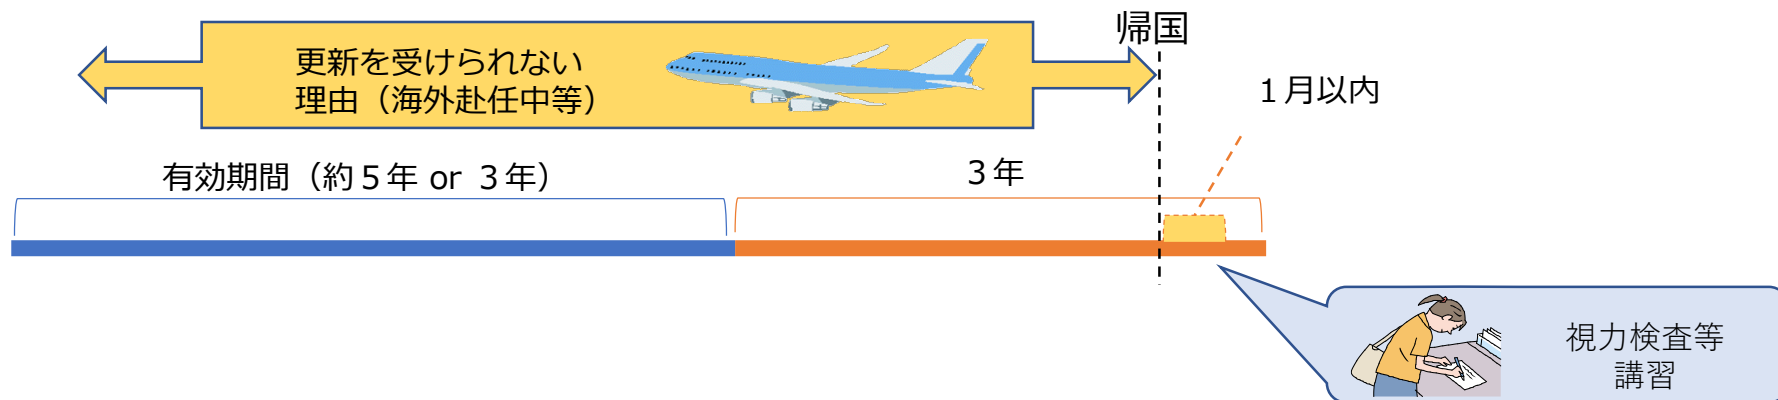 帰国
更新を受けられない
理由（海外赴任中等）
１月以内
有効期間（約５年 or ３年）
３年
視力検査等
講習